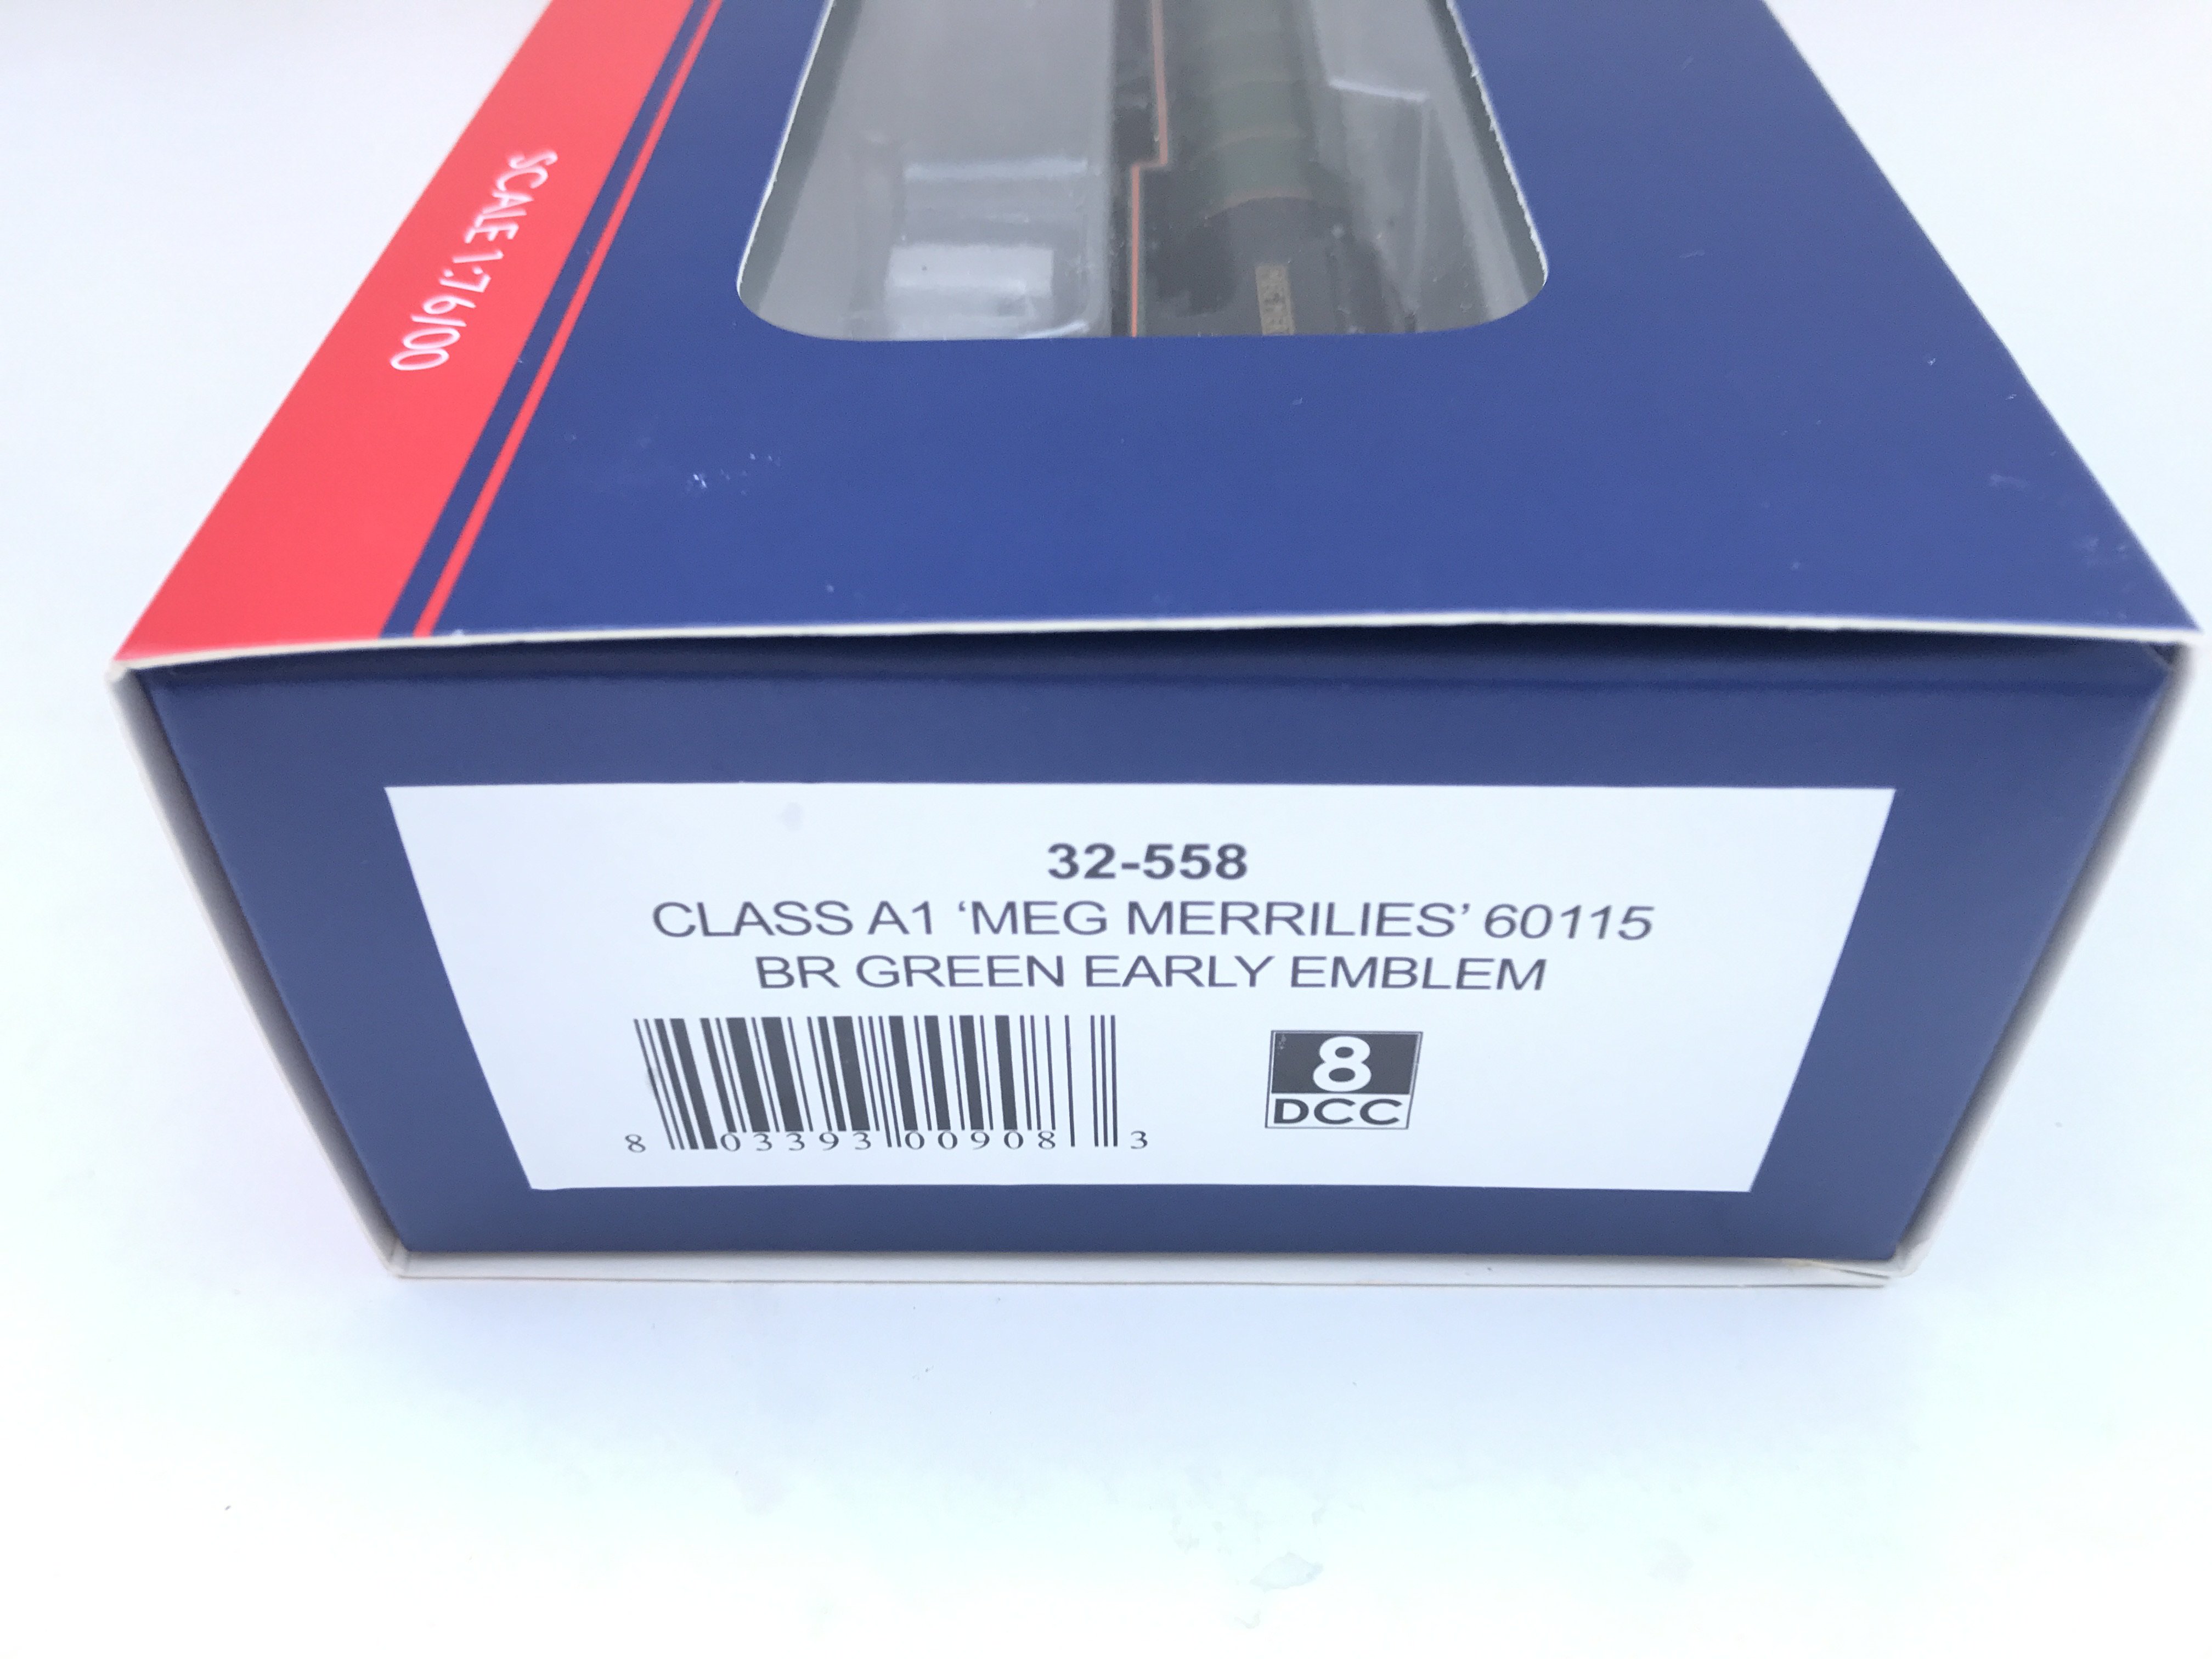 SCALE 1:76/OO
32-558
CLASS A1 ‘MEG MERRILIES’ 60115
BR GREEN EARLY EMBLEM
8 03393 00908 3
8
DCC